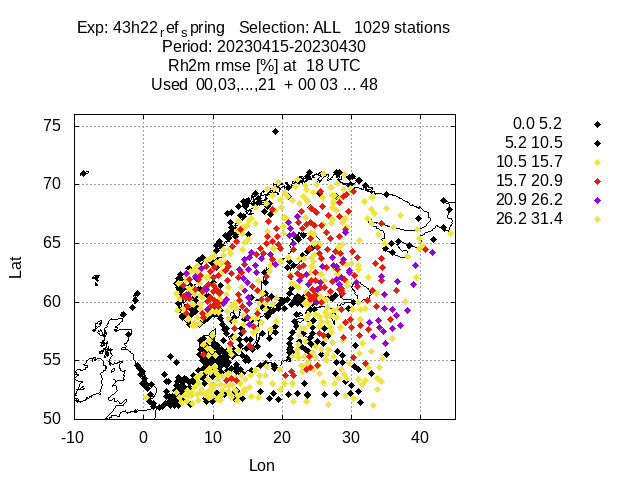 Exp: 43h22ref spring   Selection: ALL   1029 stations
Period: 20230415-20230430
Rh2m rmse [%] at  18 UTC
Used  00,03,...,21  + 00 03 ... 48
0.0 5.2
5.2 10.5
10.5 15.7
15.7 20.9
20.9 26.2
26.2 31.4
75
70
65
60
55
50
Lat
-10 0 10 20 30 40
Lon